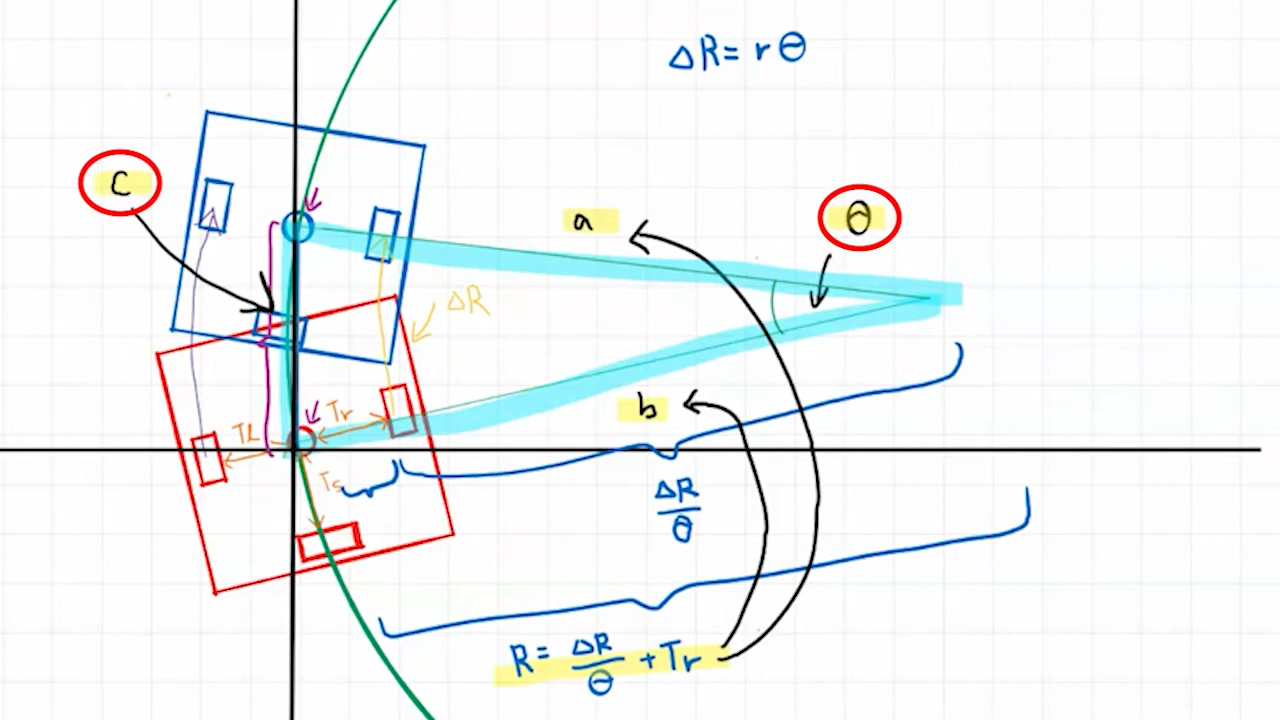 ΔR = rθ
C
a
θ
ΔR
b
TL
Tr
Ts
ΔR/θ
R = ΔR/θ + Tr